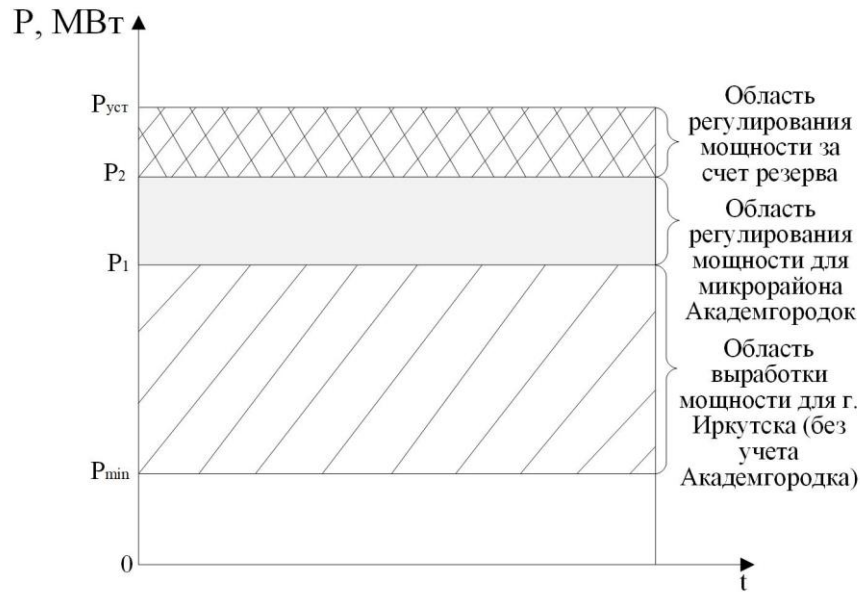 P, МВт
Pуст
P2
P1
Pmin
0
t
Область
регулирования
мощности за
счет резерва
Область
регулирования
мощности для
микрорайона
Академгородок
Область
выработки
мощности для г.
Иркутска (без
учета
Академгородка)